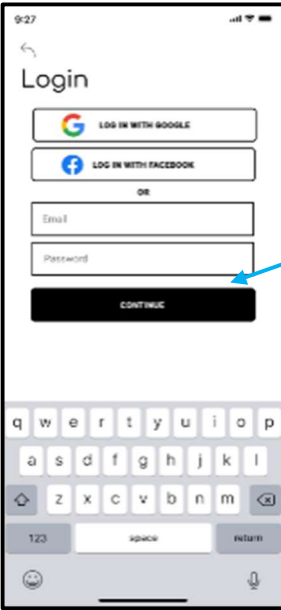 9:27
Login
LOG IN WITH GOOGLE
LOG IN WITH FACEBOOK
OR
Email
Password
CONTINUE
q w e r t y u i o p
a s d f g h j k l
z x c v b n m
123 space return